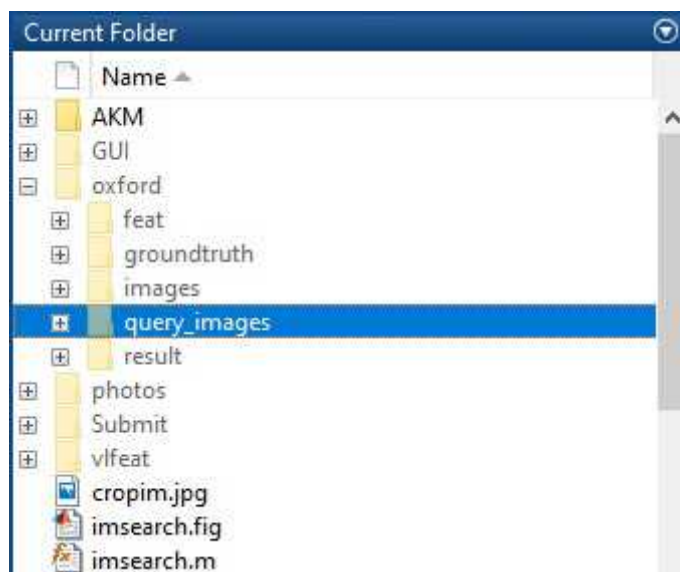 Current Folder
Name
AKM
GUI
oxford
feat
groundtruth
images
query_images
result
photos
Submit
vlfeat
cropim.jpg
imsearch.fig
imsearch.m